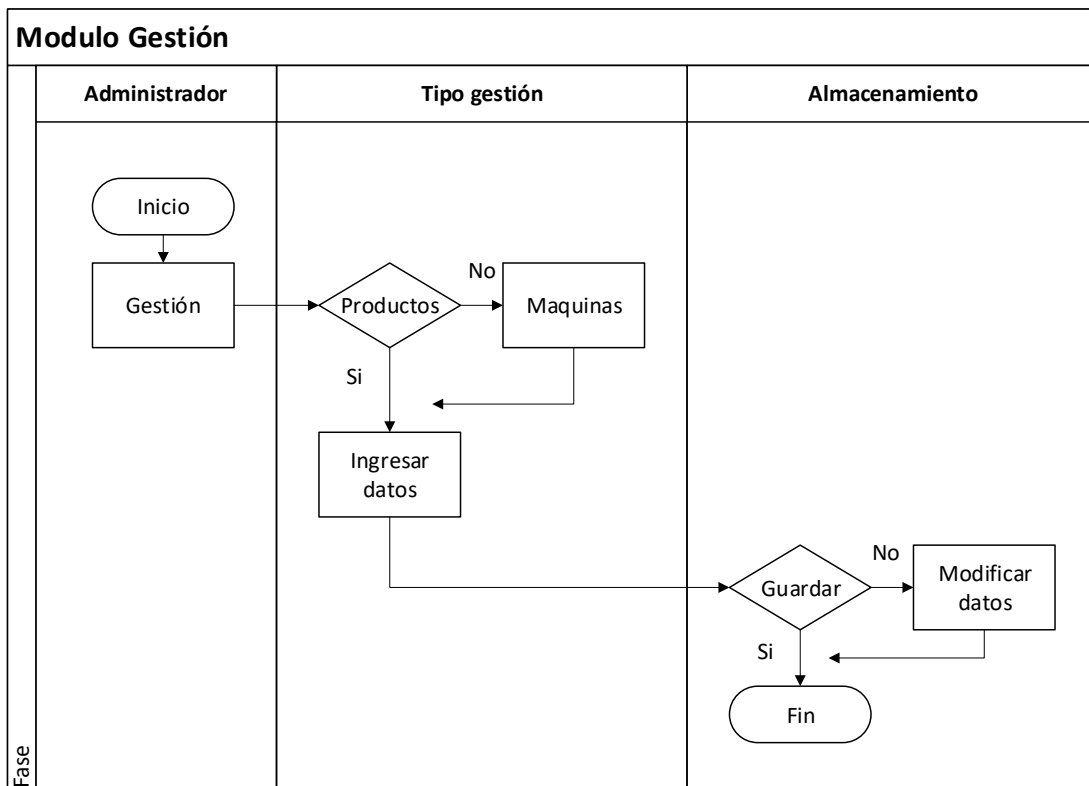 Modulo Gestión
Administrador
Tipo gestión
Almacenamiento
Inicio
Gestión
Productos
No
Maquinas
Si
Ingresar
datos
Guardar
No
Modificar
datos
Si
Fin
Fase